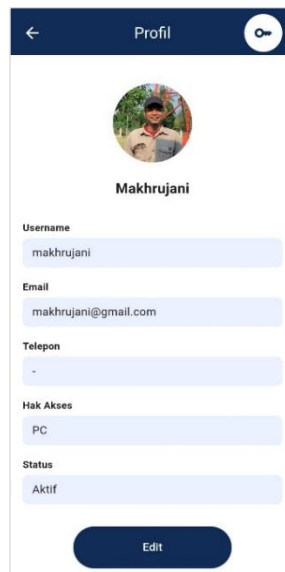 Profil
Makhrujani
Username
makhrujani
Email
makhrujani@gmail.com
Telepon
-
Hak Akses
PC
Status
Aktif
Edit